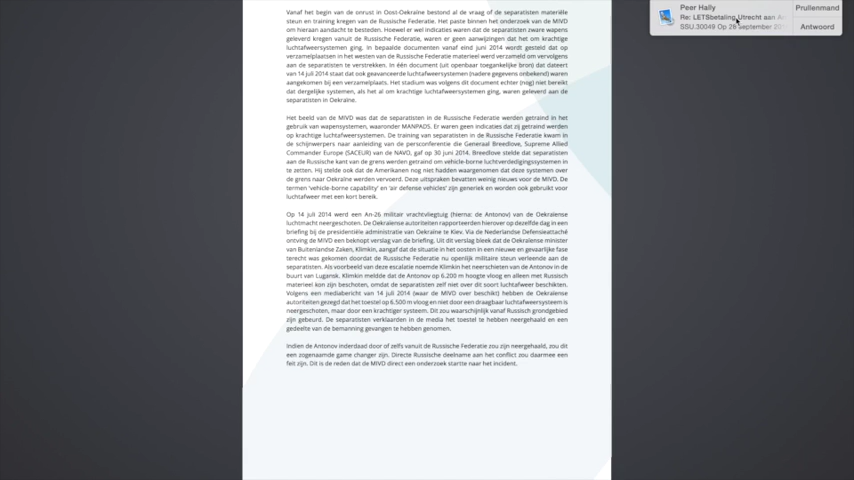 Vanaf het begin van de onrust in Oost-Oekraïne bestond al de vraag of de separatisten materiële
steun en training kregen van de Russische Federatie. Het paste binnen het onderzoek van de MIVD
om hieraan aandacht te besteden. Hoewel er wel indicaties waren dat de separatisten zware wapens
geleverd kregen vanuit de Russische Federatie, waren er geen aanwijzingen dat het om krachtige
luchtafweersystemen ging. In bepaalde documenten vanaf eind juni 2014 wordt gesteld dat op
verzamelplaatsen in het westen van de Russische Federatie materieel werd verzameld om vervolgens
aan de separatisten te verstrekken. In één document (uit openbaar toegankelijke bron) dat dateert
van 14 juli 2014 staat dat ook geavanceerde luchtafweersystemen (nadere gegevens onbekend) waren
aangekomen bij een verzamelplaats. Het stadium was volgens dit document echter (nog) niet bereikt
dat dergelijke systemen, als het al om krachtige luchtafweersystemen ging, waren geleverd aan de
separatisten in Oekraïne.
Het beeld van de MIVD was dat de separatisten in de Russische Federatie werden getraind in het
gebruik van wapensystemen, waaronder MANPADS. Er waren geen indicaties dat zij getraind werden
op krachtige luchtafweersystemen. De training van separatisten in de Russische Federatie kwam in
de schijnwerpers naar aanleiding van de persconferentie die Generaal Breedlove, Supreme Allied
Commander Europe (SACEUR) van de NAVO, gaf op 30 juni 2014. Breedlove stelde dat separatisten
aan de Russische kant van de grens werden getraind om vehicle-borne luchtverdedigingssystemen in
te zetten. Hij stelde ook dat de Amerikanen nog niet hadden waargenomen dat deze systemen over
de grens naar Oekraïne werden vervoerd. Deze uitspraken bevatten weinig nieuws voor de MIVD. De
termen 'vehicle-borne capability' en 'air defense vehicles' zijn generiek en worden ook gebruikt voor
luchtafweer met een kort bereik.
Op 14 juli 2014 werd een An-26 militair vrachtvliegtuig (hierna: de Antonov) van de Oekraïense
luchtmacht neergeschoten. De Oekraïense autoriteiten rapporteerden hierover op diezelfde dag in een
briefing bij de presidentiële administratie van Oekraïne te Kiev. Via de Nederlandse Defensieattaché
ontving de MIVD een beknopt verslag van de briefing. Uit dit verslag bleek dat de Oekraïense minister
van Buitenlandse Zaken, Klimkin, aangaf dat de situatie in het oosten in een nieuwe en gevaarlijke fase
terecht was gekomen doordat de Russische Federatie nu openlijk militaire steun verleende aan de
separatisten. Als voorbeeld van deze escalatie noemde Klimkin het neerschieten van de Antonov in de
buurt van Lugansk. Klimkin meldde dat de Antonov op 6.200 m hoogte vloog en alleen met Russisch
materieel kon zijn beschoten, omdat de separatisten zelf niet over dit soort luchtafweer beschikten.
Volgens een mediabericht van 14 juli 2014 (waar de MIVD over beschikt) hebben de Oekraïense
autoriteiten gezegd dat het toestel op 6.500 m vloog en niet door een draagbaar luchtafweersysteem is
neergeschoten, maar door een krachtiger systeem. Dit zou waarschijnlijk vanaf Russisch grondgebied
zijn gebeurd. De separatisten verklaarden in de media het toestel te hebben neergehaald en een
gedeelte van de bemanning gevangen te hebben genomen.
Indien de Antonov inderdaad door of zelfs vanuit de Russische Federatie zou zijn neergehaald, zou dit
een zogenaamde game changer zijn. Directe Russische deelname aan het conflict zou daarmee een
feit zijn. Dit is de reden dat de MIVD direct een onderzoek startte naar het incident.
Peer Hally
Re: LETSbetaling Utrecht aan
SSU.30049 Op 26 september
Prullenmand
Antwoord